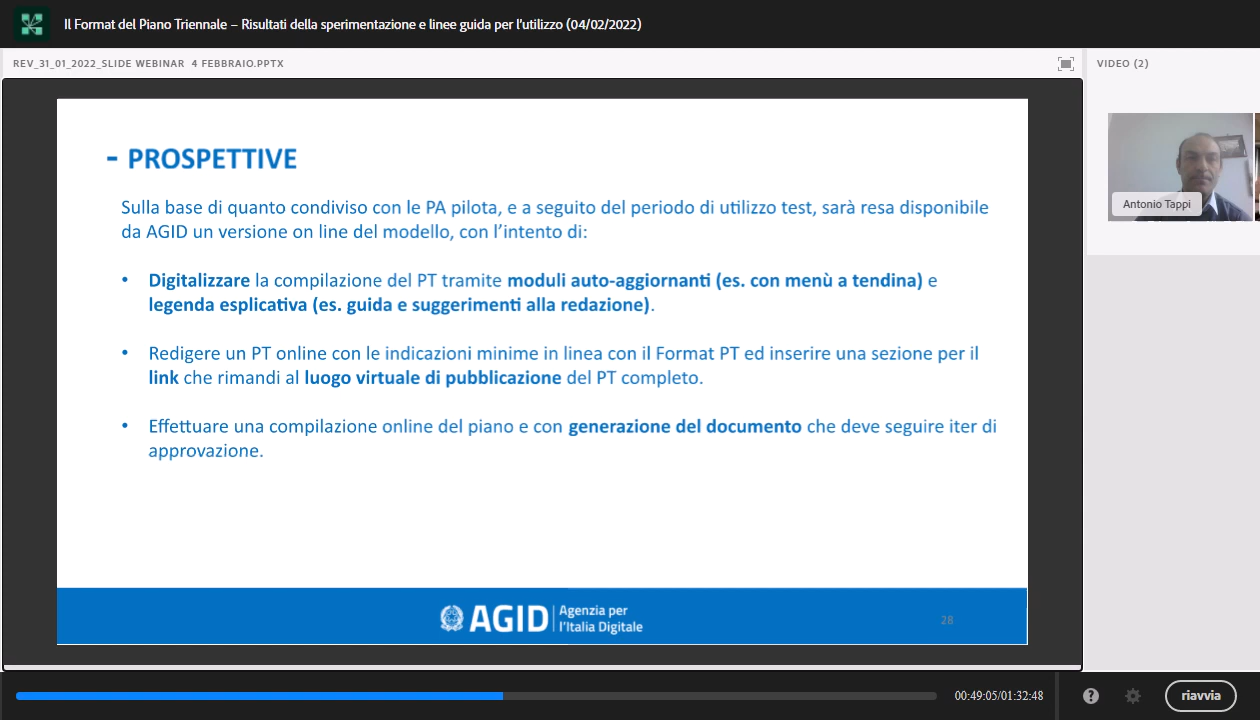 Il Format del Piano Triennale – Risultati della sperimentazione e linee guida per l'utilizzo (04/02/2022)
REV_31_01_2022_SLIDE WEBINAR 4 FEBBRAIO.PPTX
VIDEO (2)
- PROSPETTIVE
Sulla base di quanto condiviso con le PA pilota, e a seguito del periodo di utilizzo test, sarà resa disponibile
da AGID un versione on line del modello, con l'intento di:
• Digitalizzare la compilazione del PT tramite moduli auto-aggiornanti (es. con menù a tendina) e
legenda esplicativa (es. guida e suggerimenti alla redazione).
• Redigere un PT online con le indicazioni minime in linea con il Format PT ed inserire una sezione per il
link che rimandi al luogo virtuale di pubblicazione del PT completo.
• Effettuare una compilazione online del piano e con generazione del documento che deve seguire iter di
approvazione.
Antonio Tappi
AGID
Agenzia per
l'Italia Digitale
28
00:49:05/01:32:48
?
riavvia